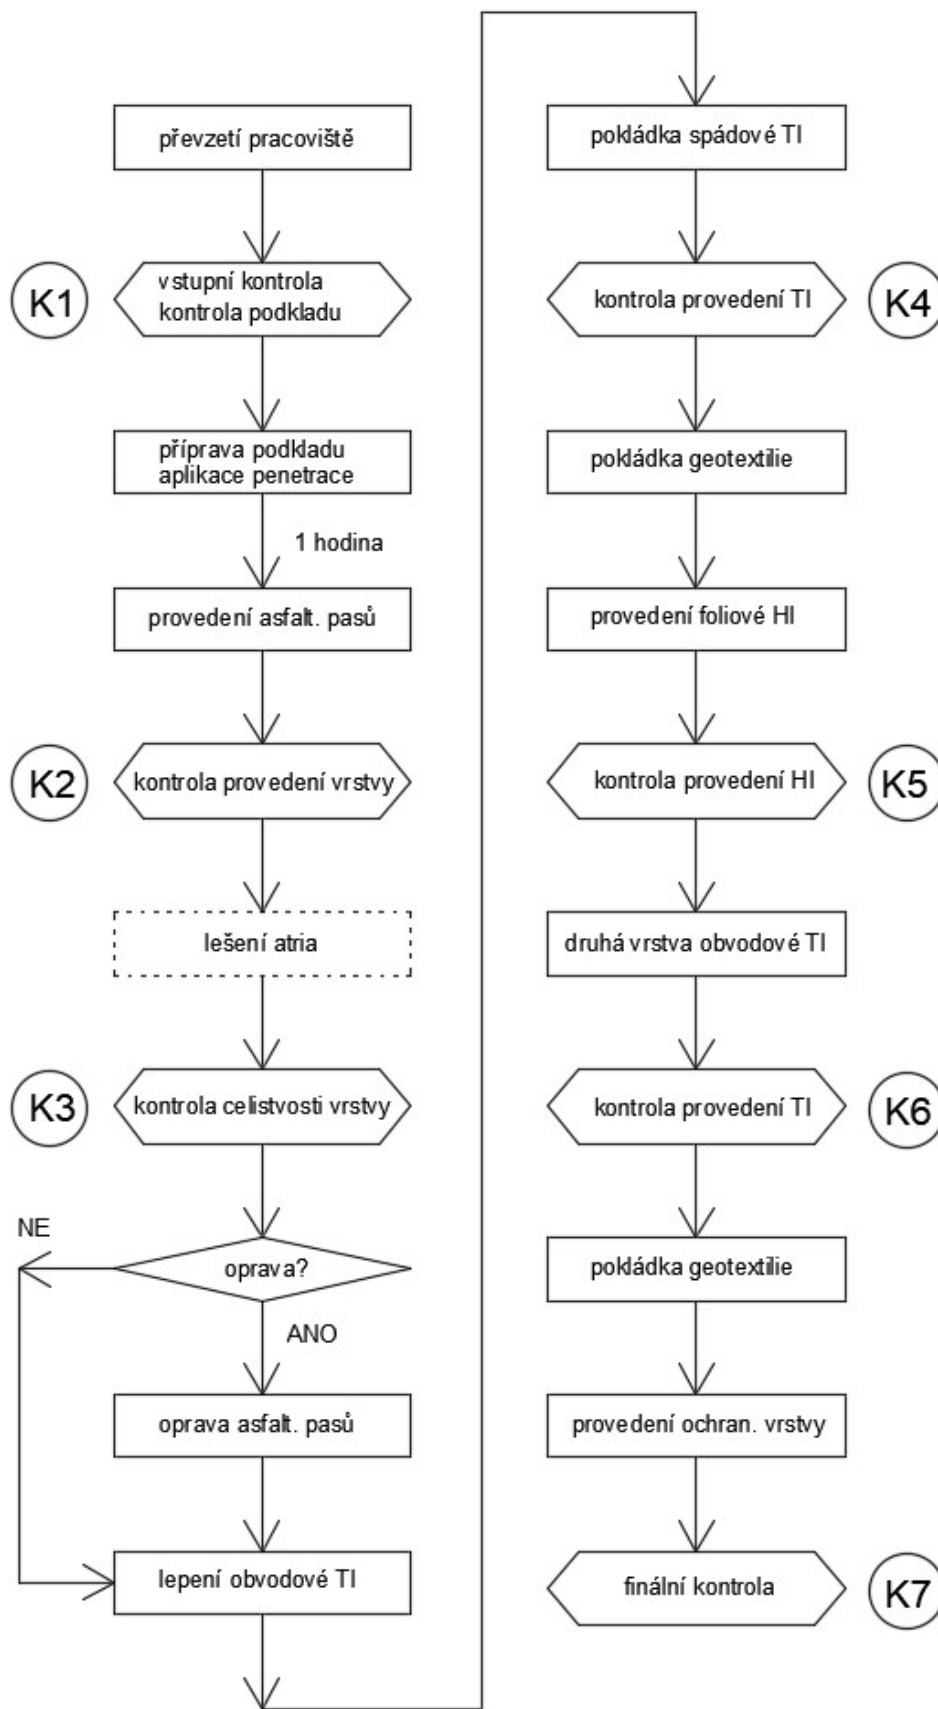 převzetí pracoviště
K1
vstupní kontrola
kontrola podkladu
příprava podkladu
aplikace penetrace
1 hodina
provedení asfalt. pasů
K2
kontrola provedení vrstvy
lešení atria
K3
kontrola celistvosti vrstvy
NE
oprava?
ANO
oprava asfalt. pasů
lepení obvodové TI
pokládka spádové TI
kontrola provedení TI
K4
pokládka geotextilie
provedení foliové HI
kontrola provedení HI
K5
druhá vrstva obvodové TI
kontrola provedení TI
K6
pokládka geotextilie
provedení ochran. vrstvy
finální kontrola
K7